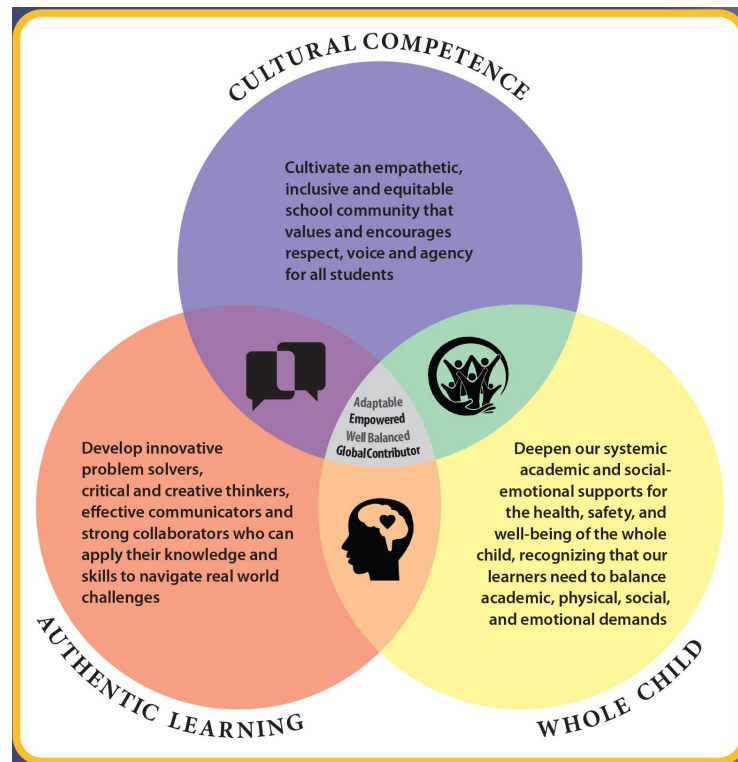 CULTURAL COMPETENCE
Cultivate an empathetic,
inclusive and equitable
school community that
values and encourages
respect, voice and agency
for all students
Adaptable
Empowered
Well Balanced
Global Contributor
Develop innovative
problem solvers,
critical and creative thinkers,
effective communicators and
strong collaborators who can
apply their knowledge and
skills to navigate real world
challenges
Deepen our systemic
academic and social-
emotional supports for
the health, safety, and
well-being of the whole
child, recognizing that our
learners need to balance
academic, physical, social,
and emotional demands
AUTHENTIC LEARNING
WHOLE CHILD